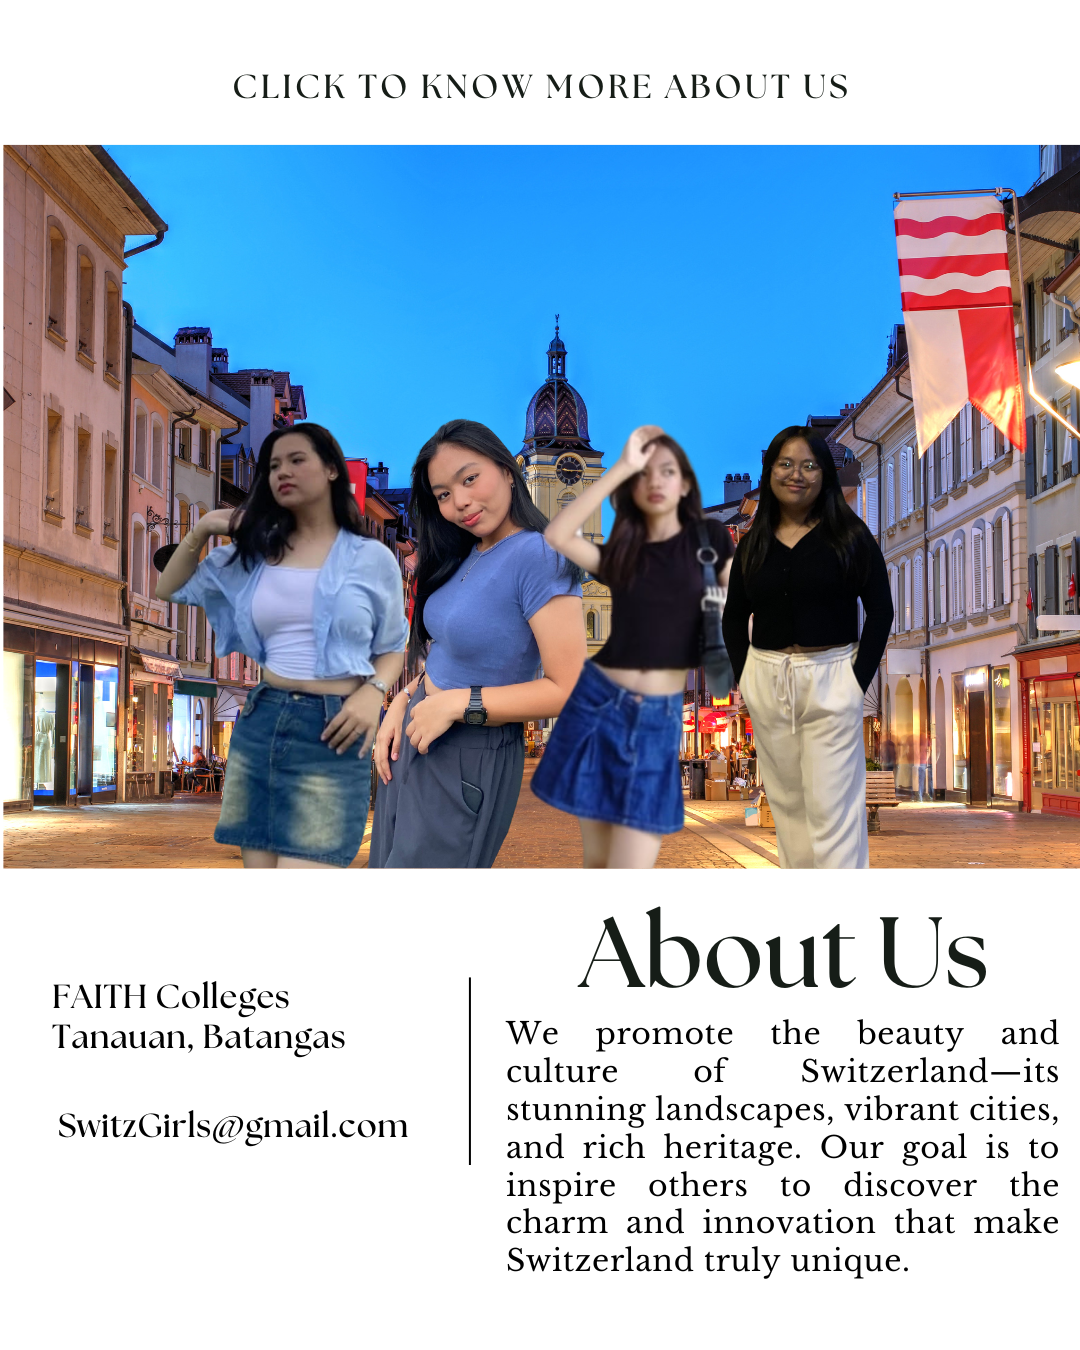 CLICK TO KNOW MORE ABOUT US
About Us
FAITH Colleges
Tanauan, Batangas
SwitzGirls@gmail.com
We promote the beauty and
culture of Switzerland—its
stunning landscapes, vibrant cities,
and rich heritage. Our goal is to
inspire others to discover the
charm and innovation that make
Switzerland truly unique.